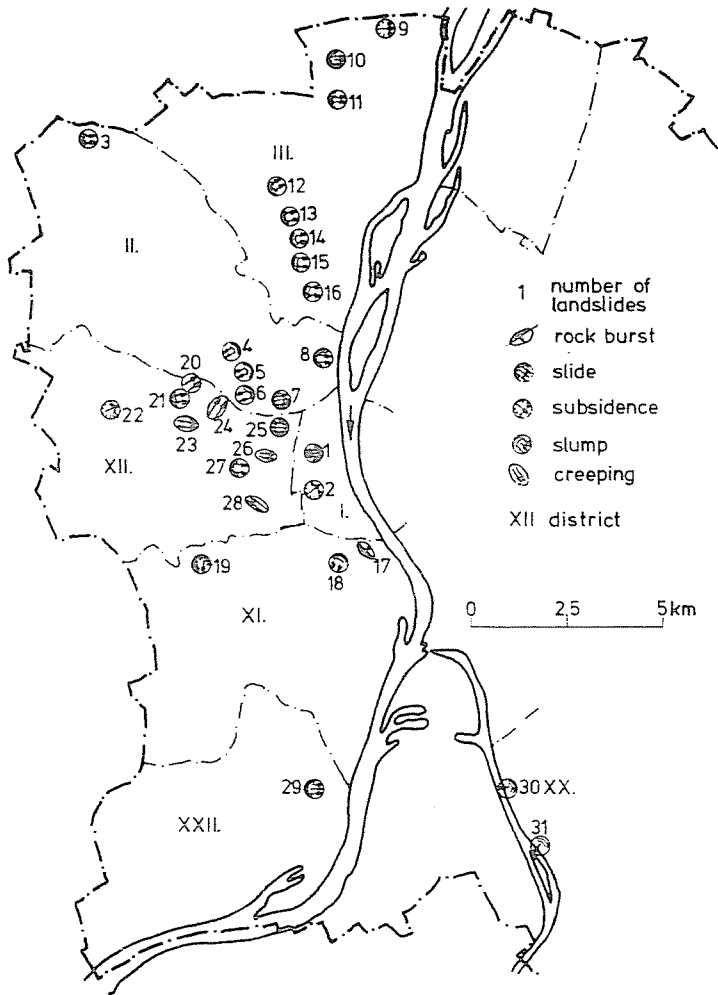 9
10
11
3
III.
12
13
14
15
16
II.
4
8
5
20
6
7
21
22
24
23
25
26
1
27
XII.
2
28
I.
17
19
18
XI.
29
XXII.
30 XX.
31
1 number of
landslides
rock burst
slide
subsidence
slump
creeping
XII district
0 2,5 5km